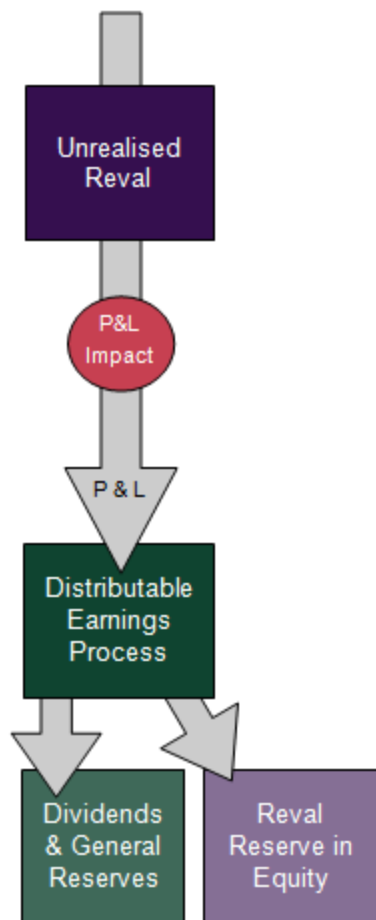 Unrealised
Reval
P&L
Impact
P & L
Distributable
Earnings
Process
Dividends
& General
Reserves
Reval
Reserve in
Equity